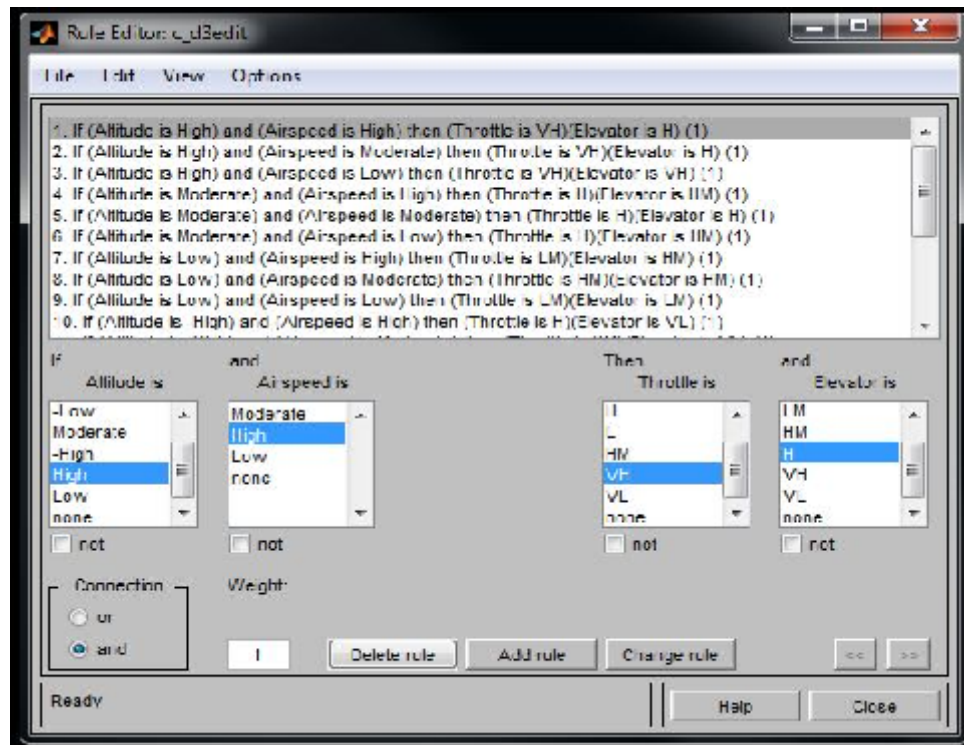 Rule Editor: c_d3edit
File Edit View Options
1. If (Altitude is High) and (Airspeed is High) then (Throttle is VH)(Elevator is H) (1)
2. If (Altitude is High) and (Airspeed is Moderate) then (Throttle is VH)(Elevator is H) (1)
3. If (Altitude is High) and (Airspeed is Low) then (Throttle is VH)(Elevator is VH) (1)
4. If (Altitude is Moderate) and (Airspeed is High) then (Throttle is H)(Elevator is HM) (1)
5. If (Altitude is Moderate) and (Airspeed is Moderate) then (Throttle is H)(Elevator is H) (1)
6. If (Altitude is Moderate) and (Airspeed is Low) then (Throttle is H)(Elevator is HM) (1)
7. If (Altitude is Low) and (Airspeed is High) then (Throttle is LM)(Elevator is HM) (1)
8. If (Altitude is Low) and (Airspeed is Moderate) then (Throttle is HM)(Elevator is HM) (1)
9. If (Altitude is Low) and (Airspeed is Low) then (Throttle is LM)(Elevator is LM) (1)
10. If (Altitude is -High) and (Airspeed is High) then (Throttle is H)(Elevator is VL) (1)
If and Then and
Altitude is Airspeed is Throttle is Elevator is
-Low Moderate LM
Moderate High L HM
-High Low HM H
High none VH VH
Low VL VL
none none none
not not not not
Connection Weight:
or
and 1 Delete rule Add rule Change rule << >>
Ready Help Close